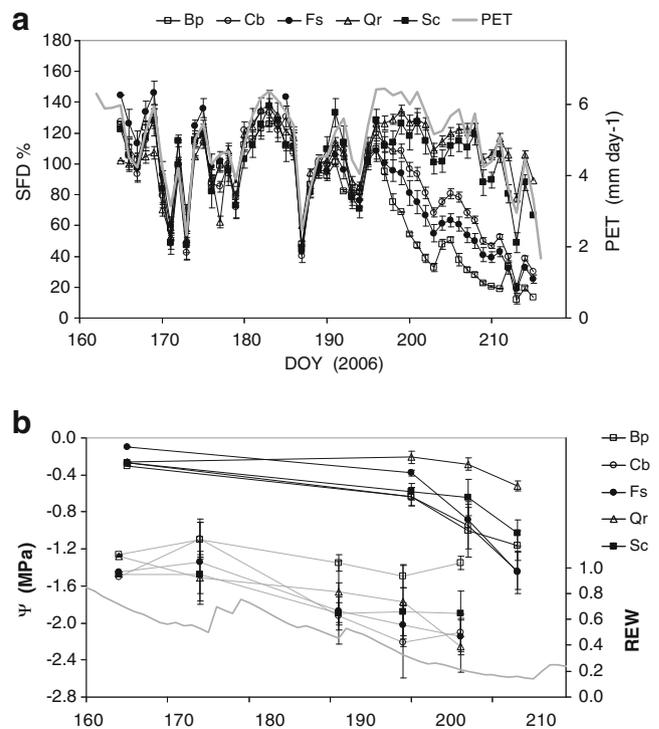 a
Bp Cb Fs Qr Sc PET
180
160
140
120
100
80
60
40
20
0
SFD %
6
4
2
0
PET (mm day-1)
160 170 180 190 200 210
DOY (2006)
b
0.0
-0.4
-0.8
-1.2
-1.6
-2.0
-2.4
-2.8
Ψ (MPa)
Bp
Cb
Fs
Qr
Sc
1.0
0.8
0.6
0.4
0.2
0.0
REW
160 170 180 190 200 210